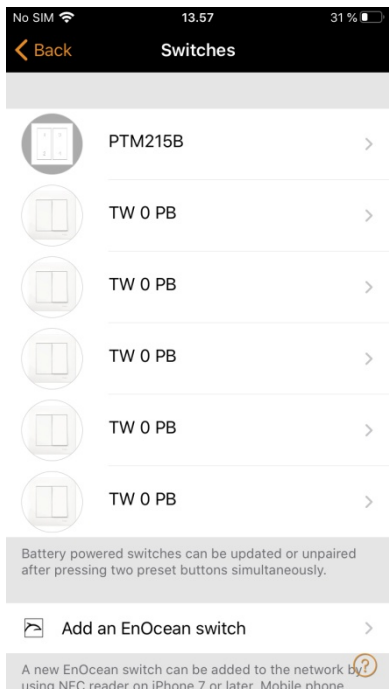 No SIM 13.57 31 %
Back Switches
PTM215B
TW 0 PB
TW 0 PB
TW 0 PB
TW 0 PB
TW 0 PB
Battery powered switches can be updated or unpaired
after pressing two preset buttons simultaneously.
Add an EnOcean switch
A new EnOcean switch can be added to the network by
?
using NFC reader on iPhone 7 or later. Mobile phone